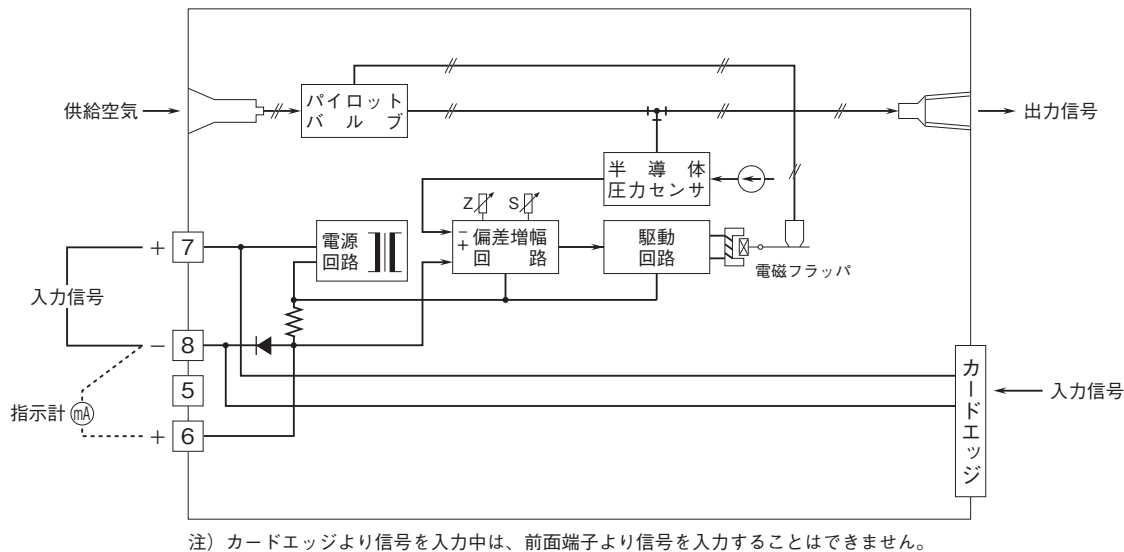 供給空気
パイロット
バルブ
出力信号
半導体
圧力センサ
Z
S
電源
回路
－
＋
偏差増幅
回路
駆動
回路
電磁フラッパ
＋
7
入力信号
－
8
5
指示計
mA
＋
6
カードエッジ
入力信号
注）カードエッジより信号を入力中は、前面端子より信号を入力することはできません。